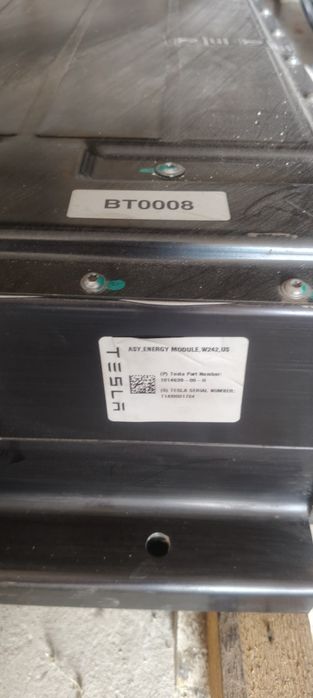 BT0008
TESLA
ASY,ENERGY MODULE,W242,US
(P) Tesla Part Number:
(S) TESLA SERIAL NUMBER: